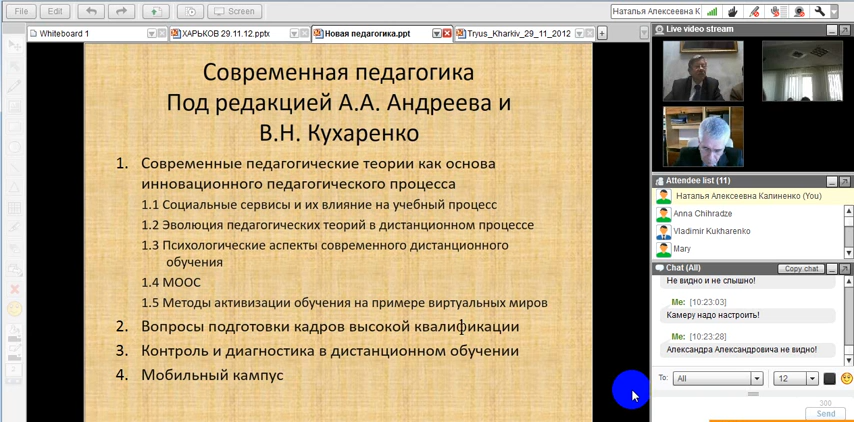 File
Edit
Screen
Наталья Алексеевна К
Whiteboard 1
ХАРЬКОВ 29.11.12.pptx
Новая педагогика.ppt
Tryus_Kharkiv_29_11_2012
Современная педагогика
Под редакцией А.А. Андреева и
В.Н. Кухаренко
1. Современные педагогические теории как основа
инновационного педагогического процесса
1.1 Социальные сервисы и их влияние на учебный процесс
1.2 Эволюция педагогических теорий в дистанционном процессе
1.3 Психологические аспекты современного дистанционного
обучения
1.4 МООС
1.5 Методы активизации обучения на примере виртуальных миров
2. Вопросы подготовки кадров высокой квалификации
3. Контроль и диагностика в дистанционном обучении
4. Мобильный кампус
Live video stream
Attendee list (11)
Наталья Алексеевна Калиненко (You)
Anna Chihradze
Vladimir Kukharenko
Mary
Chat (All)
Copy chat
Не видно и не слышно!
Me: [10:23:03]
Камеру надо настроить!
Me: [10:23:28]
Александра Александровича не видно!
To: All 12
300
Send